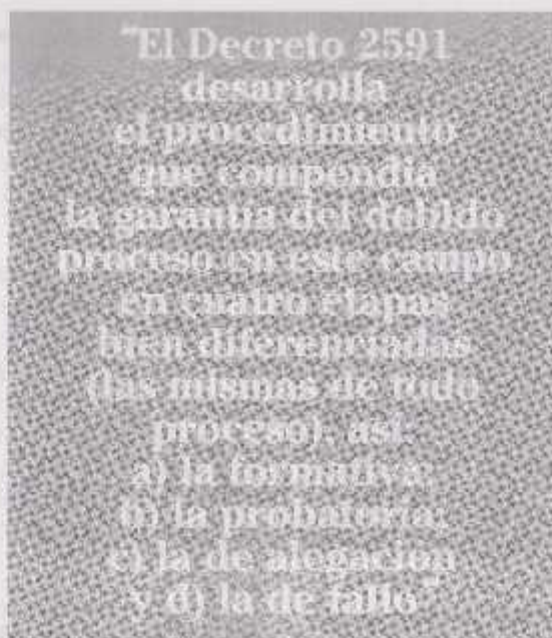 "El Decreto 2591
desarrolla
el procedimiento
que compendia
la garantía del debido
proceso en este campo
en cuatro etapas
bien diferenciadas
(las mismas de todo
proceso), así:
a) la formativa;
b) la probatoria;
c) la de alegación
y d) la de fallo"